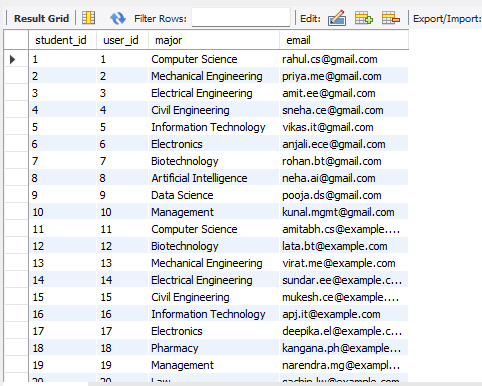 Result Grid Filter Rows: Edit: Export/Import:
student_id user_id major email
1 1 Computer Science rahul.cs@gmail.com
2 2 Mechanical Engineering priya.me@gmail.com
3 3 Electrical Engineering amit.ee@gmail.com
4 4 Civil Engineering sneha.ce@gmail.com
5 5 Information Technology vikas.it@gmail.com
6 6 Electronics anjali.ece@gmail.com
7 7 Biotechnology rohan.bt@gmail.com
8 8 Artificial Intelligence neha.ai@gmail.com
9 9 Data Science pooja.ds@gmail.com
10 10 Management kunal.mgmt@gmail.com
11 11 Computer Science amitabh.cs@example....
12 12 Biotechnology lata.bt@example.com
13 13 Mechanical Engineering virat.me@example.com
14 14 Electrical Engineering sundar.ee@example.c...
15 15 Civil Engineering mukesh.ce@example....
16 16 Information Technology apj.it@example.com
17 17 Electronics deepika.el@example.c...
18 18 Pharmacy kangana.ph@example...
19 19 Management narendra.mg@exampl...
20 20 Law